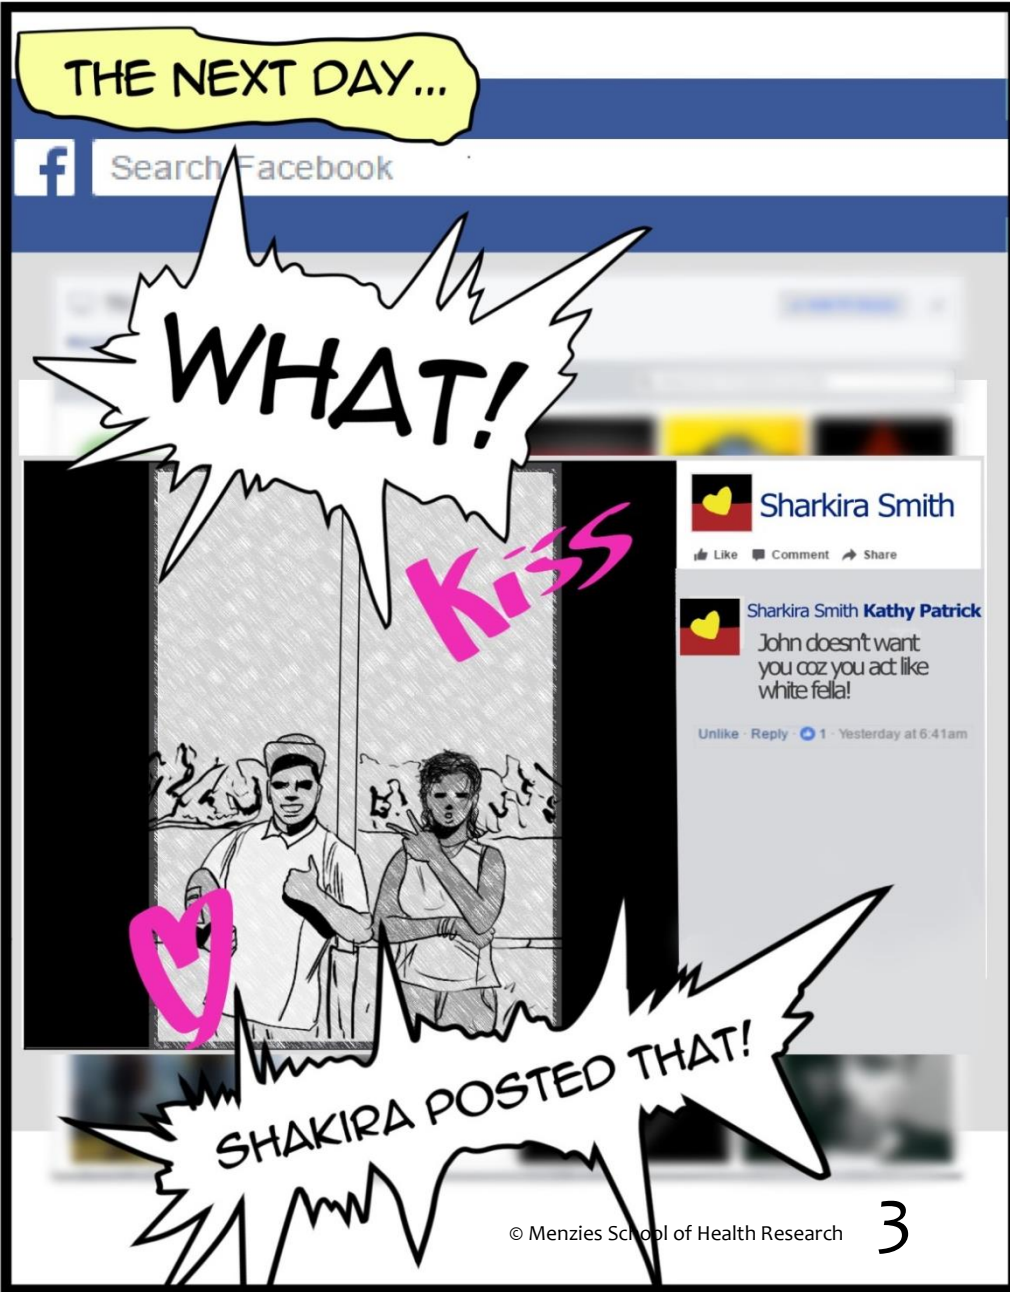 THE NEXT DAY...
f Search Facebook
WHAT!
Kiss
Sharkira Smith
Like Comment Share
Sharkira Smith Kathy Patrick
John doesn't want
you coz you act like
white fella!
Unlike · Reply · 1 · Yesterday at 6:41am
SHAKIRA POSTED THAT!
© Menzies School of Health Research 3